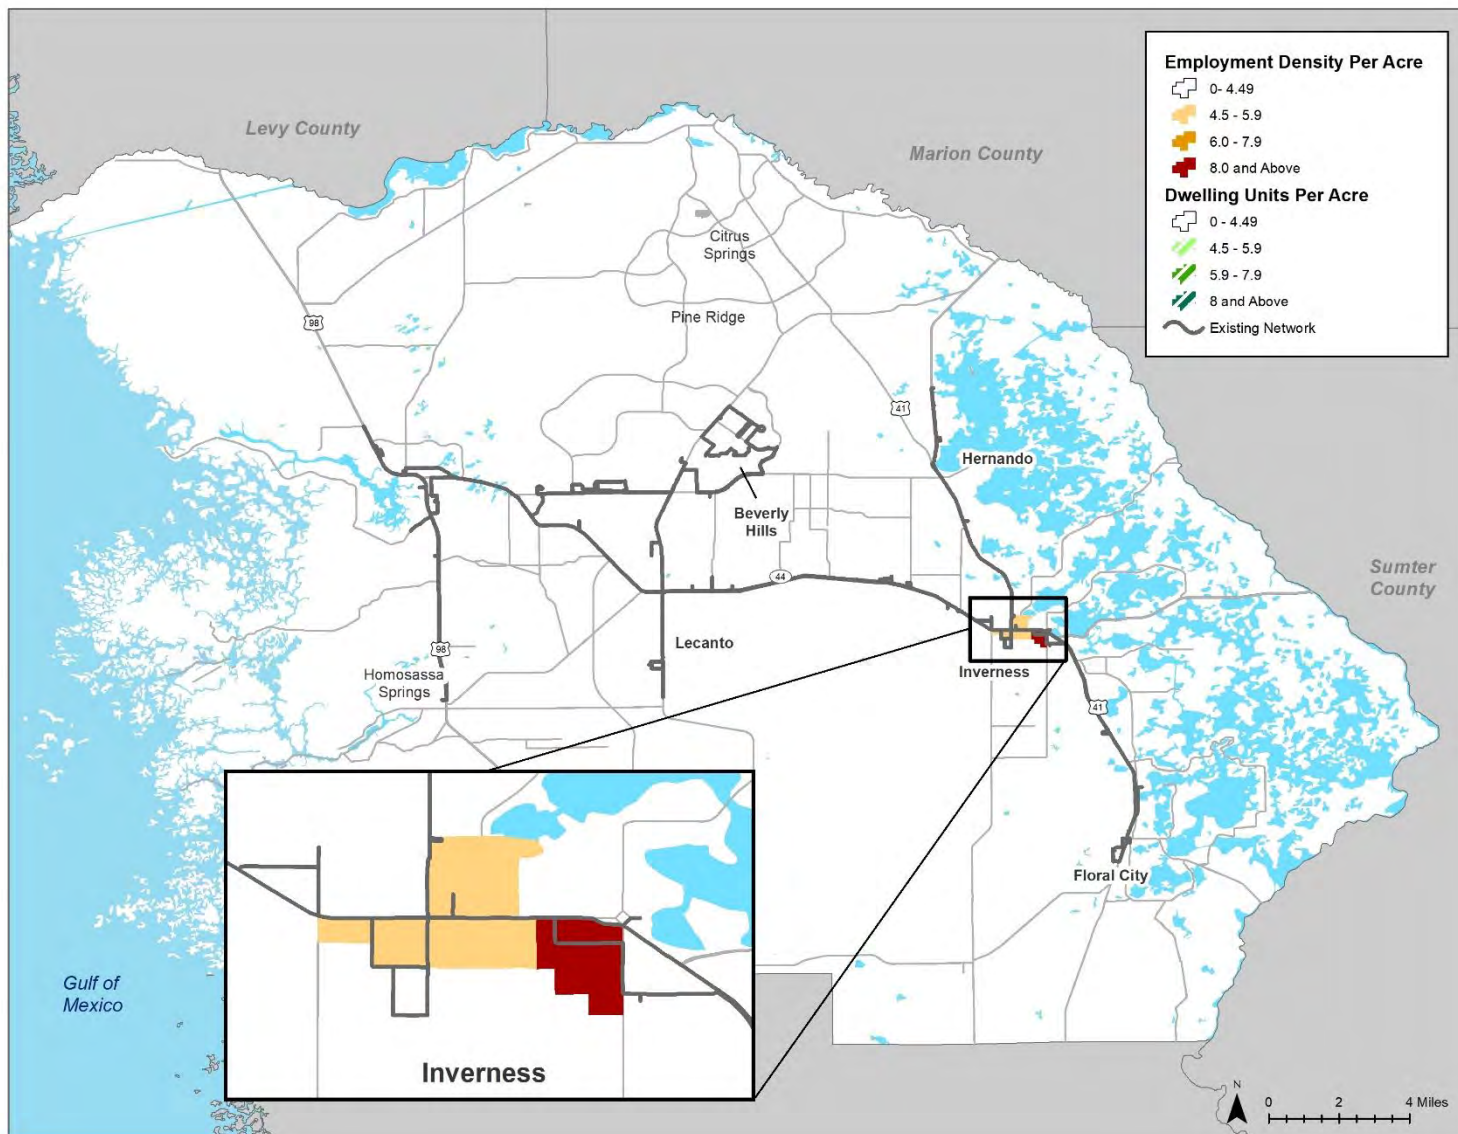 Levy County
Marion County
Employment Density Per Acre
0- 4.49
4.5 - 5.9
6.0 - 7.9
8.0 and Above
Dwelling Units Per Acre
0 - 4.49
4.5 - 5.9
5.9 - 7.9
8 and Above
Existing Network
Citrus
Springs
Pine Ridge
98
41
Hernando
Beverly
Hills
44
Sumter
County
Lecanto
98
Homosassa
Springs
Inverness
41
Floral City
Gulf of
Mexico
Inverness
N
0 2 4 Miles